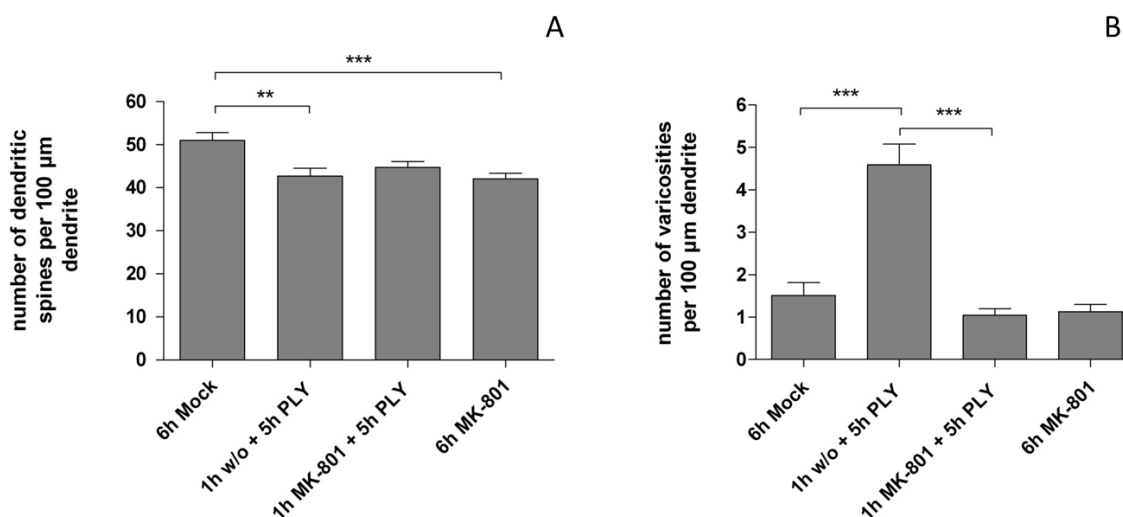 A
number of dendritic
spines per 100 µm
dendrite
60
50
40
30
20
10
0
***
**
6h Mock
1h w/o + 5h PLY
1h MK-801 + 5h PLY
6h MK-801
B
number of varicosities
per 100 µm dendrite
6
5
4
3
2
1
0
***
***
6h Mock
1h w/o + 5h PLY
1h MK-801 + 5h PLY
6h MK-801